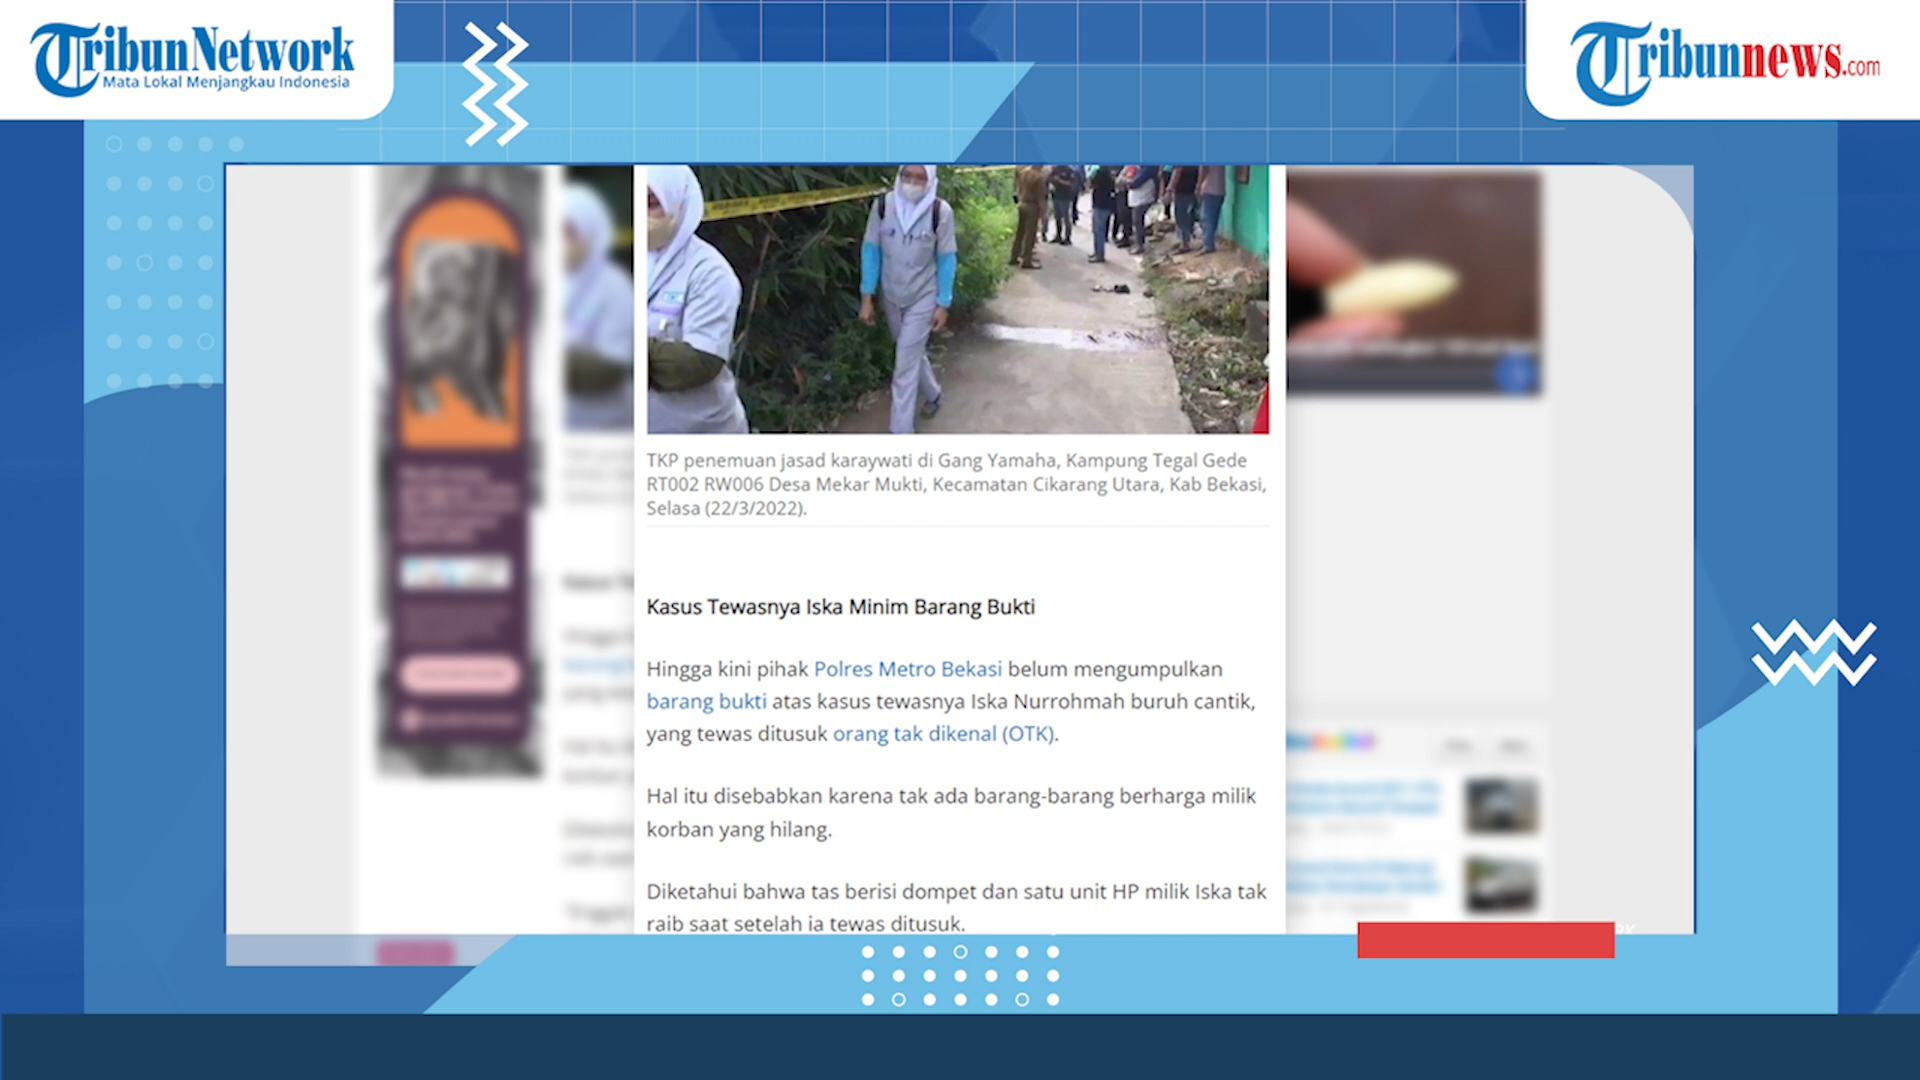 Tribun Network
Mata Lokal Menjangkau Indonesia
Tribunnews.com
TKP penemuan jasad karaywati di Gang Yamaha, Kampung Tegal Gede
RT002 RW006 Desa Mekar Mukti, Kecamatan Cikarang Utara, Kab Bekasi,
Selasa (22/3/2022).
Kasus Tewasnya Iska Minim Barang Bukti
Hingga kini pihak Polres Metro Bekasi belum mengumpulkan
barang bukti atas kasus tewasnya Iska Nurrohmah buruh cantik,
yang tewas ditusuk orang tak dikenal (OTK).
Hal itu disebabkan karena tak ada barang-barang berharga milik
korban yang hilang.
Diketahui bahwa tas berisi dompet dan satu unit HP milik Iska tak
raib saat setelah ia tewas ditusuk.